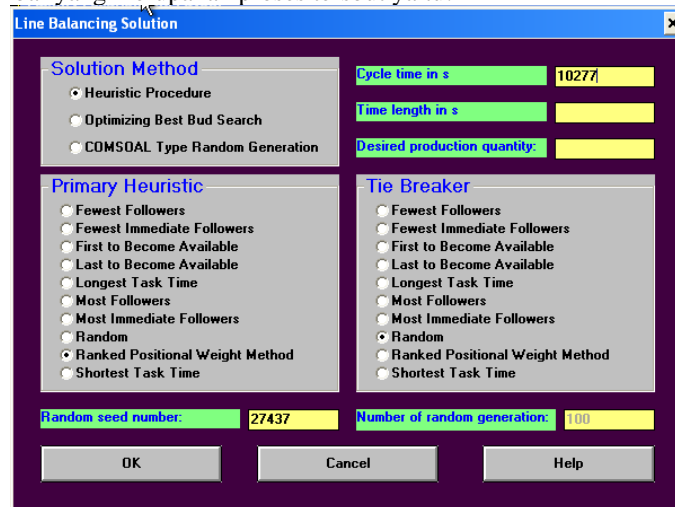 Line Balancing Solution
Solution Method
Heuristic Procedure
Optimizing Best Bud Search
COMSOAL Type Random Generation
Cycle time in s
10277
Time length in s
Desired production quantity:
Primary Heuristic
Fewest Followers
Fewest Immediate Followers
First to Become Available
Last to Become Available
Longest Task Time
Most Followers
Most Immediate Followers
Random
Ranked Positional Weight Method
Shortest Task Time
Tie Breaker
Fewest Followers
Fewest Immediate Followers
First to Become Available
Last to Become Available
Longest Task Time
Most Followers
Most Immediate Followers
Random
Ranked Positional Weight Method
Shortest Task Time
Random seed number:
27437
Number of random generation:
100
OK
Cancel
Help